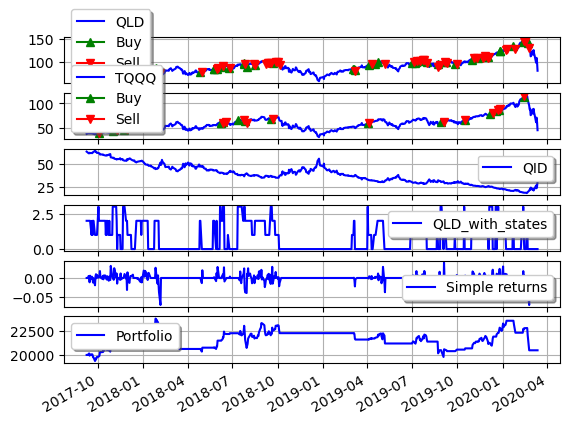 QLD
Buy
Sell
150
100
TQQQ
Buy
Sell
100
50
QID
50
25
QLD_with_states
2.5
0.0
Simple returns
0.00
−0.05
Portfolio
22500
20000
2017-10
2018-01
2018-04
2018-07
2018-10
2019-01
2019-04
2019-07
2019-10
2020-01
2020-04